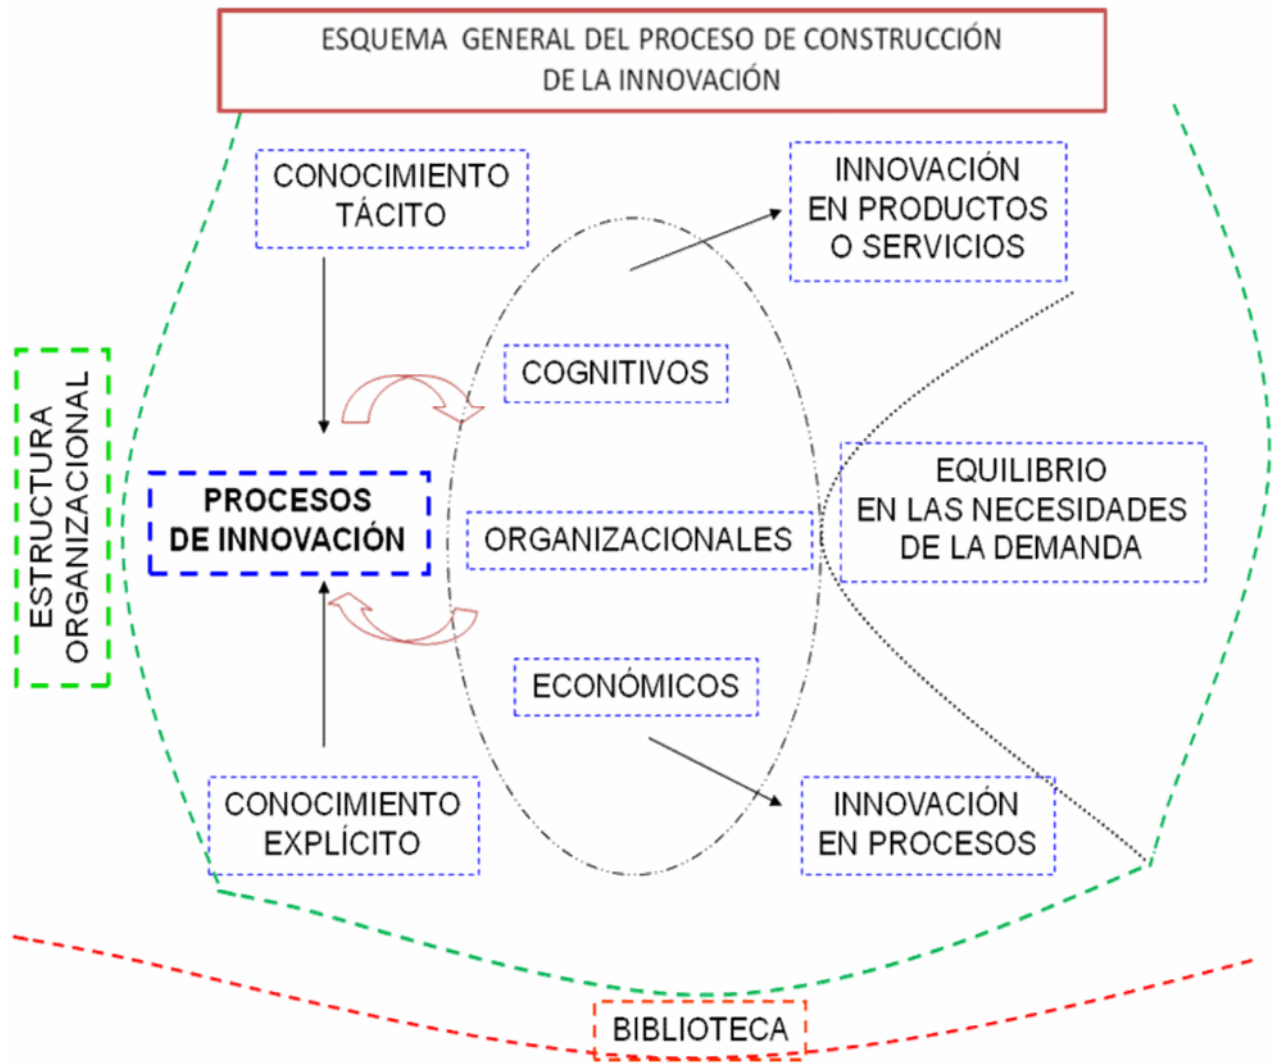 ESQUEMA GENERAL DEL PROCESO DE CONSTRUCCIÓN
DE LA INNOVACIÓN
CONOCIMIENTO
TÁCITO
INNOVACIÓN
EN PRODUCTOS
O SERVICIOS
COGNITIVOS
ESTRUCTURA
ORGANIZACIONAL
PROCESOS
DE INNOVACIÓN
ORGANIZACIONALES
EQUILIBRIO
EN LAS NECESIDADES
DE LA DEMANDA
ECONÓMICOS
CONOCIMIENTO
EXPLÍCITO
INNOVACIÓN
EN PROCESOS
BIBLIOTECA